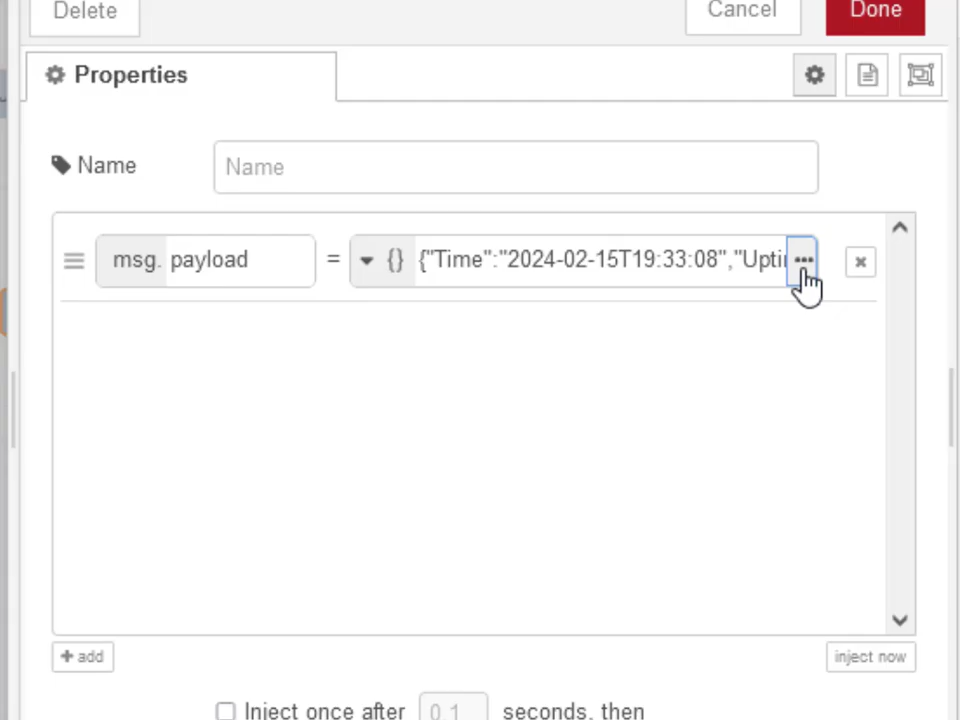 Delete Cancel Done
Properties
Name Name
msg. payload = {} {"Time":"2024-02-15T19:33:08","Upti ...
+ add inject now
Inject once after 0.1 seconds, then